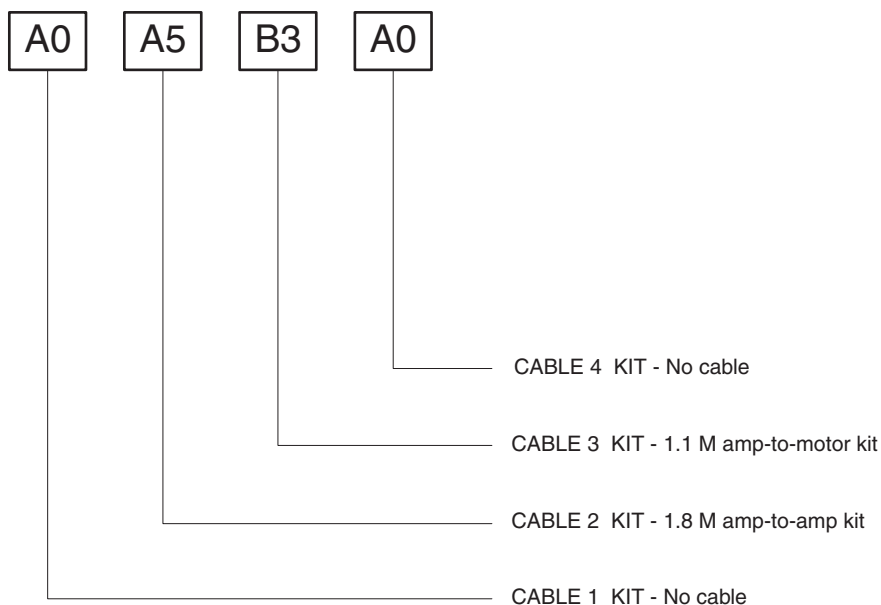 A0 A5 B3 A0
CABLE 4 KIT - No cable
CABLE 3 KIT - 1.1 M amp-to-motor kit
CABLE 2 KIT - 1.8 M amp-to-amp kit
CABLE 1 KIT - No cable